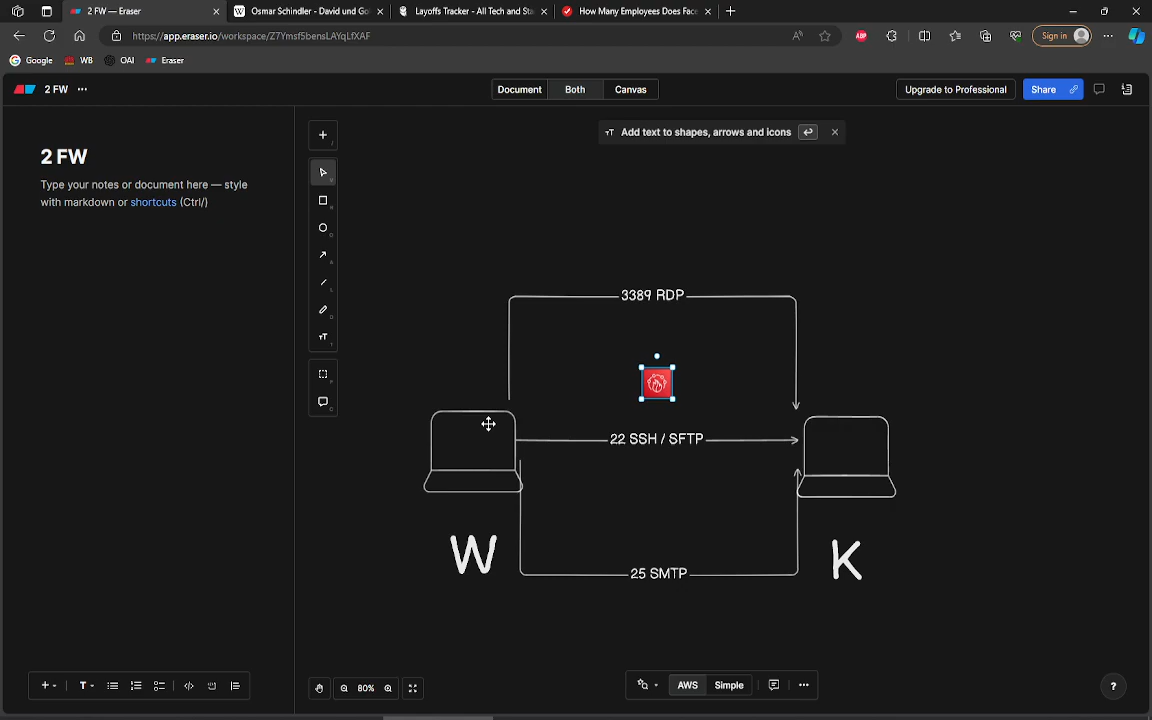 2 FW — Eraser
Osmar Schindler - David und Gol
Layoffs Tracker - All Tech and Sta
How Many Employees Does Face
https://app.eraser.io/workspace/Z7Ymsf5bensLAYqLfXAF
Sign in
Google
WB
OAI
Eraser
2 FW
Document
Both
Canvas
Upgrade to Professional
Share
Add text to shapes, arrows and icons
2 FW
Type your notes or document here — style
with markdown or shortcuts (Ctrl/)
3389 RDP
22 SSH / SFTP
W
K
25 SMTP
80%
AWS
Simple
?